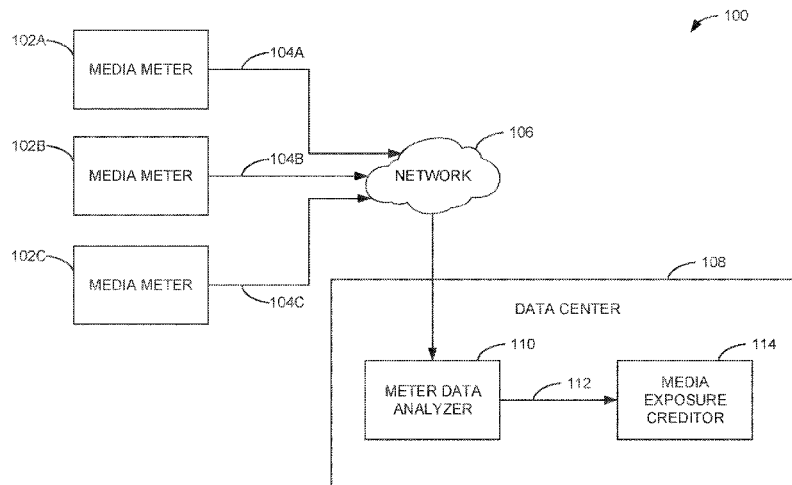 100
102A
MEDIA METER
104A
102B
MEDIA METER
104B
106
NETWORK
102C
MEDIA METER
104C
108
DATA CENTER
110
METER DATA
ANALYZER
112
114
MEDIA
EXPOSURE
CREDITOR